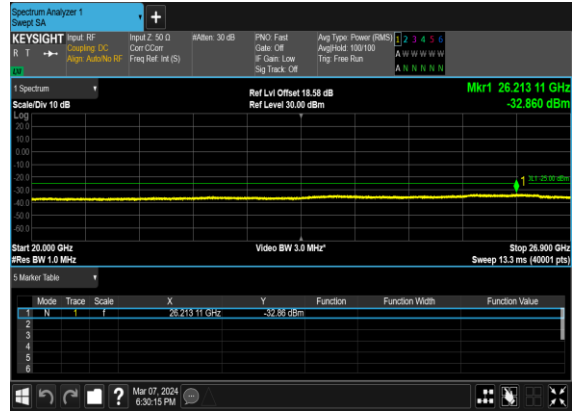 Spectrum Analyzer 1
Swept SA
+
KEYSIGHT Input: RF Input Z: 50 Ω #Atten: 30 dB PNO: Fast Avg Type: Power (RMS) 1 2 3 4 5 6
R T Coupling: DC Corr CCorr Gate: Off Avg|Hold: 100/100 A W W W W W
Align: Auto/No RF Freq Ref: Int (S) IF Gain: Low Trig: Free Run
Sig Track: Off A N N N N N
1 Spectrum Ref Lvl Offset 18.58 dB Mkr1 26.213 11 GHz
Scale/Div 10 dB Ref Level 30.00 dBm -32.860 dBm
Log
20.0
10.0
0.00
-10.0
-20.0
1
-30.0
-40.0
-50.0
-60.0
Start 20.000 GHz Video BW 3.0 MHz* Stop 26.900 GHz
#Res BW 1.0 MHz Sweep 13.3 ms (40001 pts)
5 Marker Table
Mode Trace Scale X Y Function Function Width Function Value
1 N 1 f 26.213 11 GHz -32.86 dBm
2
3
4
5
6
? Mar 07, 2024
6:30:15 PM